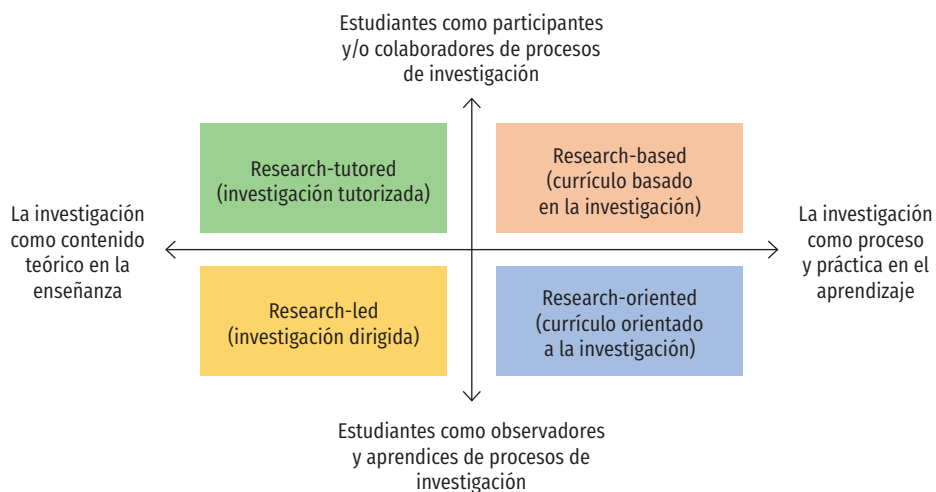 Estudiantes como participantes
y/o colaboradores de procesos
de investigación
Research-tutored
(investigación tutorizada)
Research-based
(currículo basado
en la investigación)
La investigación
como contenido
teórico en la
enseñanza
La investigación
como proceso
y práctica en el
aprendizaje
Research-led
(investigación dirigida)
Research-oriented
(currículo orientado
a la investigación)
Estudiantes como observadores
y aprendices de procesos de
investigación